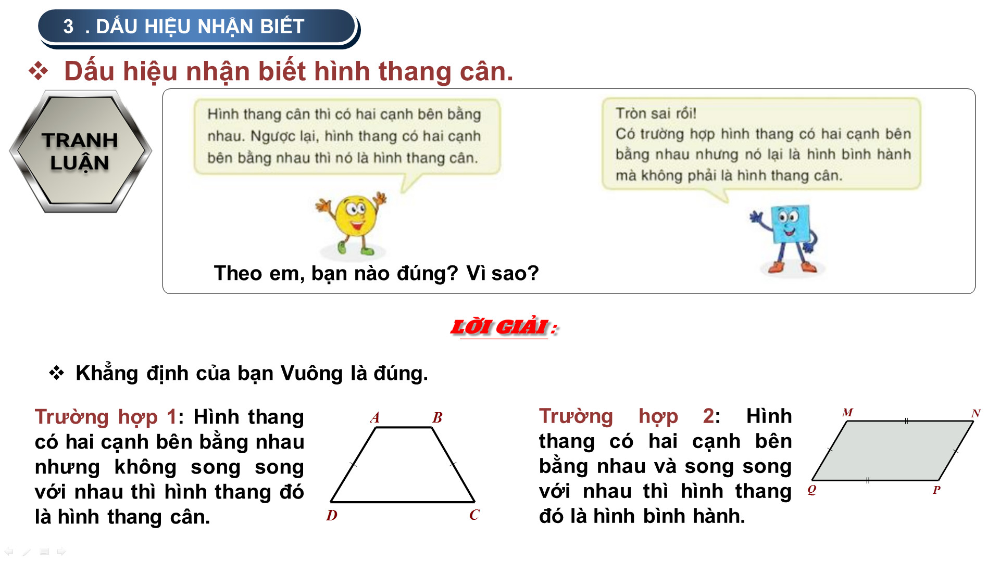 3 . DẤU HIỆU NHẬN BIẾT
Dấu hiệu nhận biết hình thang cân.
TRANH
LUẬN
Hình thang cân thì có hai cạnh bên bằng
nhau. Ngược lại, hình thang có hai cạnh
bên bằng nhau thì nó là hình thang cân.
Tròn sai rồi!
Có trường hợp hình thang có hai cạnh bên
bằng nhau nhưng nó lại là hình bình hành
mà không phải là hình thang cân.
Theo em, bạn nào đúng? Vì sao?
LỜI GIẢI :
Khẳng định của bạn Vuông là đúng.
Trường hợp 1: Hình thang
có hai cạnh bên bằng nhau
nhưng không song song
với nhau thì hình thang đó
là hình thang cân.
A B
D C
Trường hợp 2: Hình
thang có hai cạnh bên
bằng nhau và song song
với nhau thì hình thang
đó là hình bình hành.
M N
Q P